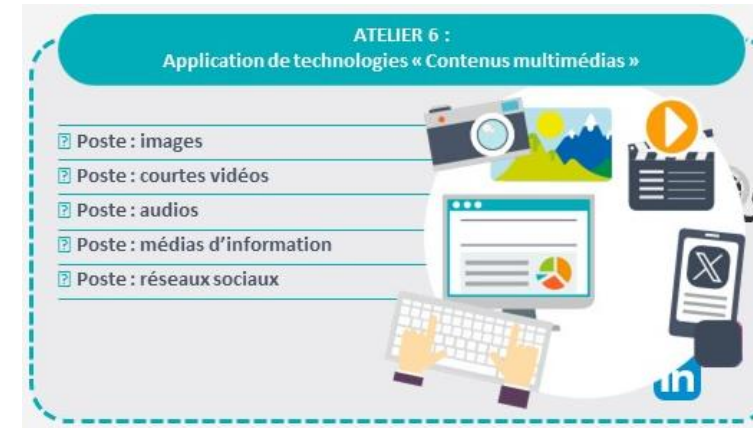 ATELIER 6 :
Application de technologies « Contenus multimédias »
Poste : images
Poste : courtes vidéos
Poste : audios
Poste : médias d’information
Poste : réseaux sociaux
X
in